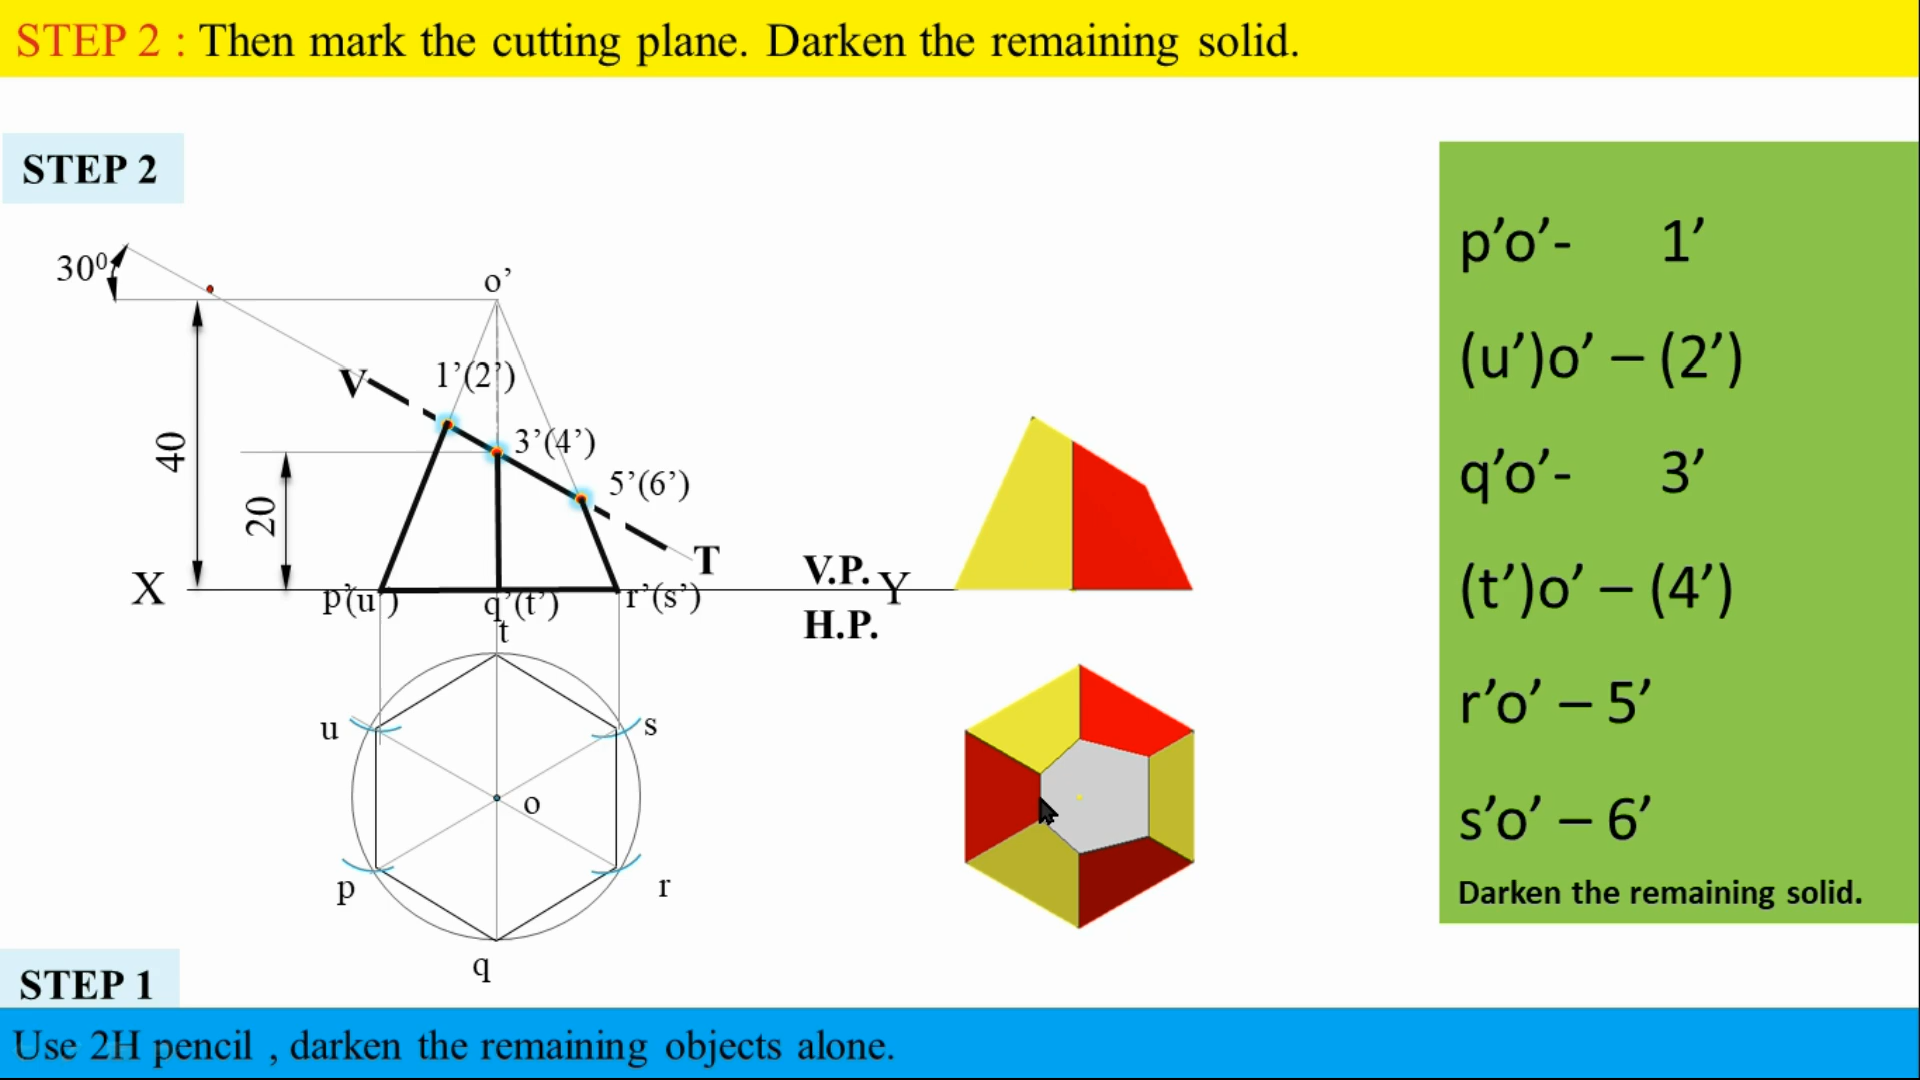 STEP 2 : Then mark the cutting plane. Darken the remaining solid.
STEP 2
30⁰
o’
V
1’(2’)
3’(4’)
5’(6’)
40
20
T
X
V.P.
Y
H.P.
p’(u’)
q’(t’)
r’(s’)
t
u
s
o
p
r
q
p’o’- 1’
(u’)o’ – (2’)
q’o’- 3’
(t’)o’ – (4’)
r’o’ – 5’
s’o’ – 6’
Darken the remaining solid.
STEP 1
Use 2H pencil , darken the remaining objects alone.